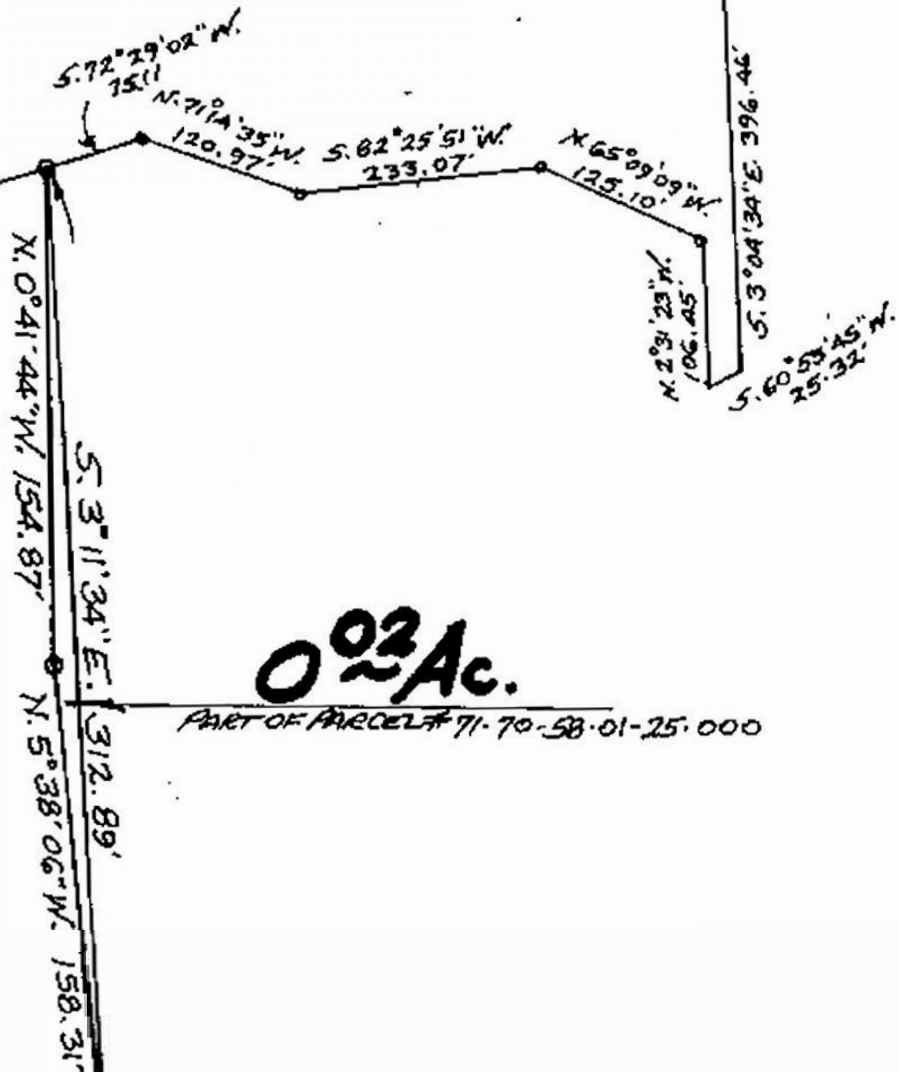 S.72°29'02"W.
75.11
N.71°14'35"W.
120.97'
S.82°25'51"W.
233.07'
N.65°09'09"W.
125.10'
S.3°04'34"E. 396.46'
N.2°31'23"W.
106.45'
S.60°53'45"W.
25.32'
N.0°41'44"W. 154.87'
S.3°11'34"E. 312.89'
0 02 Ac.
PART OF PARCEL# 71-70-58-01-25.000
N.5°38'06"W. 158.31'